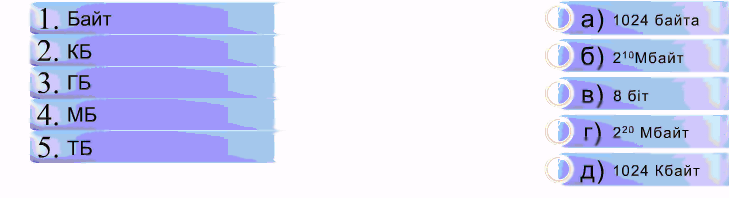 1. Байт
2. КБ
3. ГБ
4. МБ
5. ТБ
а) 1024 байта
б) 2¹⁰Мбайт
в) 8 біт
г) 2²⁰ Мбайт
д) 1024 Кбайт